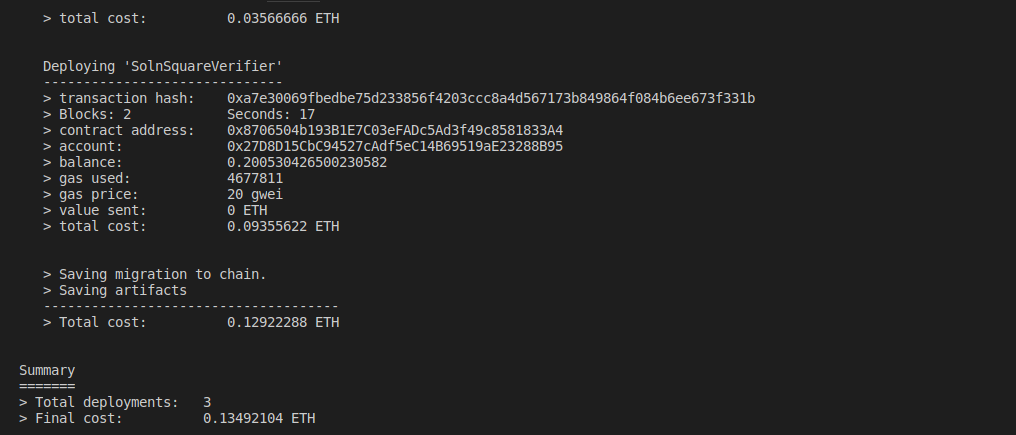 > total cost: 0.03566666 ETH
Deploying 'SolnSquareVerifier'
------------------------------
> transaction hash: 0xa7e30069fbedbe75d233856f4203ccc8a4d567173b849864f084b6ee673f331b
> Blocks: 2 Seconds: 17
> contract address: 0x8706504b193B1E7C03eFADc5Ad3f49c8581833A4
> account: 0x27D8D15CbC94527cAdf5eC14B69519aE23288B95
> balance: 0.200530426500230582
> gas used: 4677811
> gas price: 20 gwei
> value sent: 0 ETH
> total cost: 0.09355622 ETH
> Saving migration to chain.
> Saving artifacts
-------------------------------------
> Total cost: 0.12922288 ETH
Summary
=======
> Total deployments: 3
> Final cost: 0.13492104 ETH